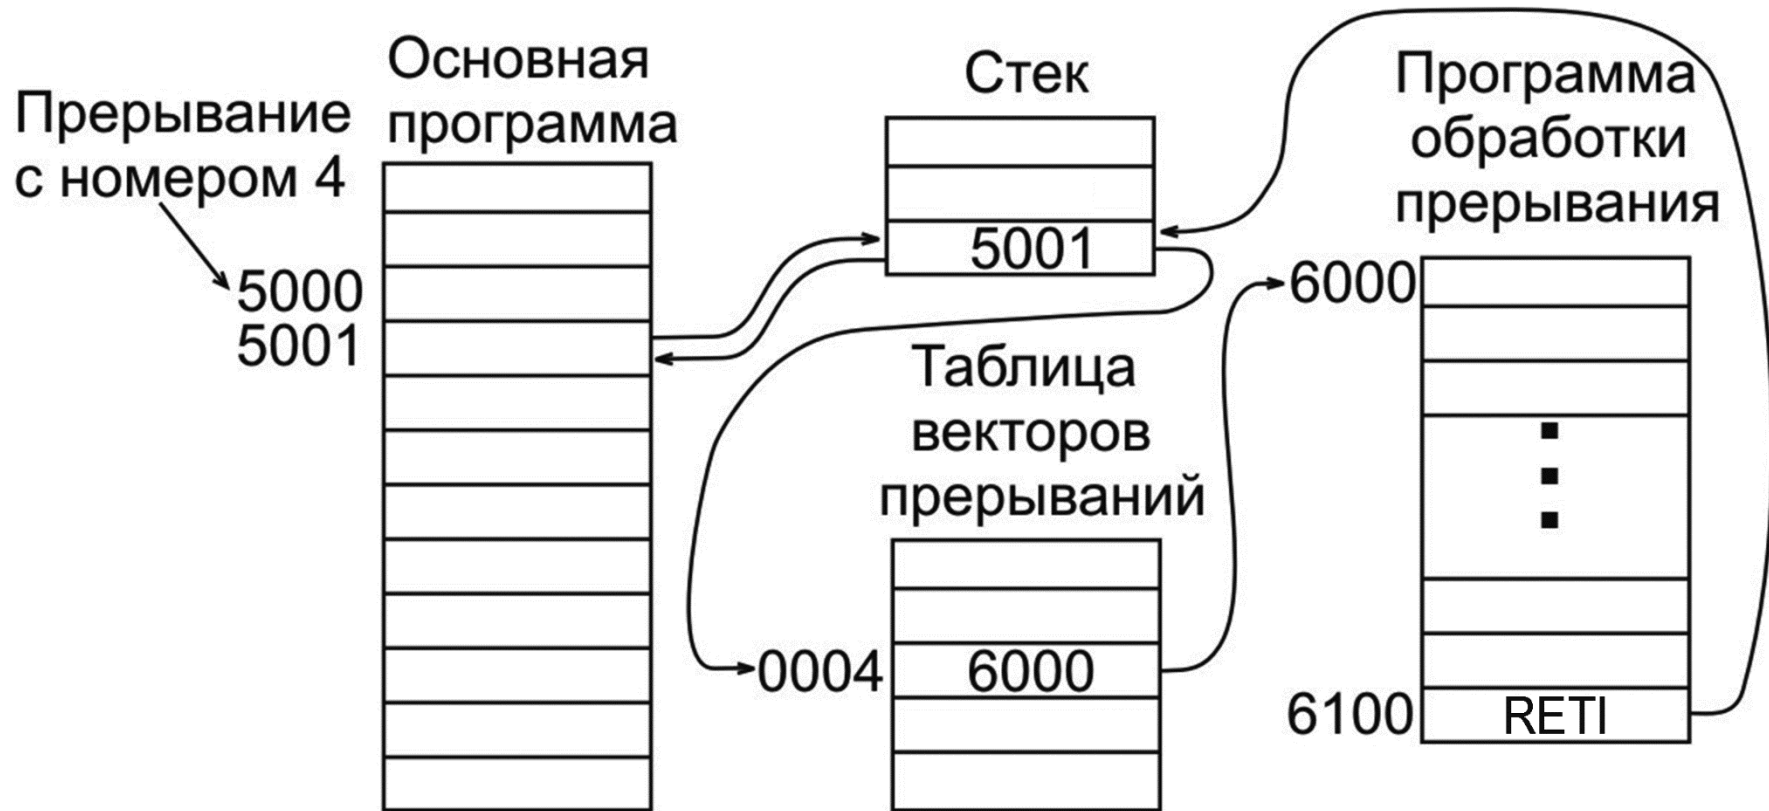 Прерывание
с номером 4
Основная
программа
5000
5001
Стек
5001
Таблица
векторов
прерываний
0004
6000
Программа
обработки
прерывания
6000
6100
RETI